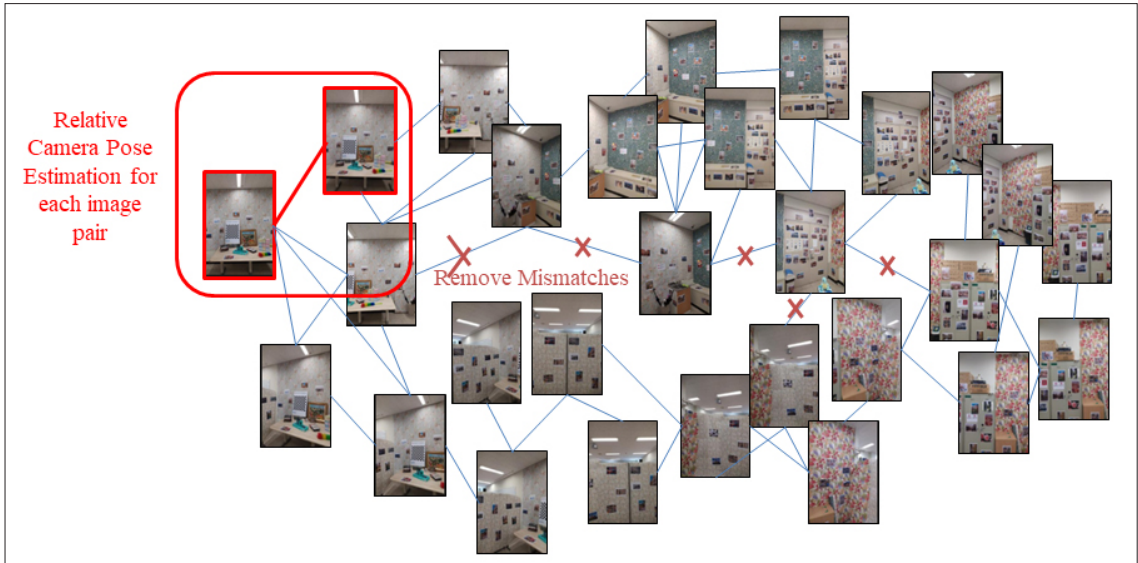 Relative
Camera Pose
Estimation for
each image
pair
Remove Mismatches